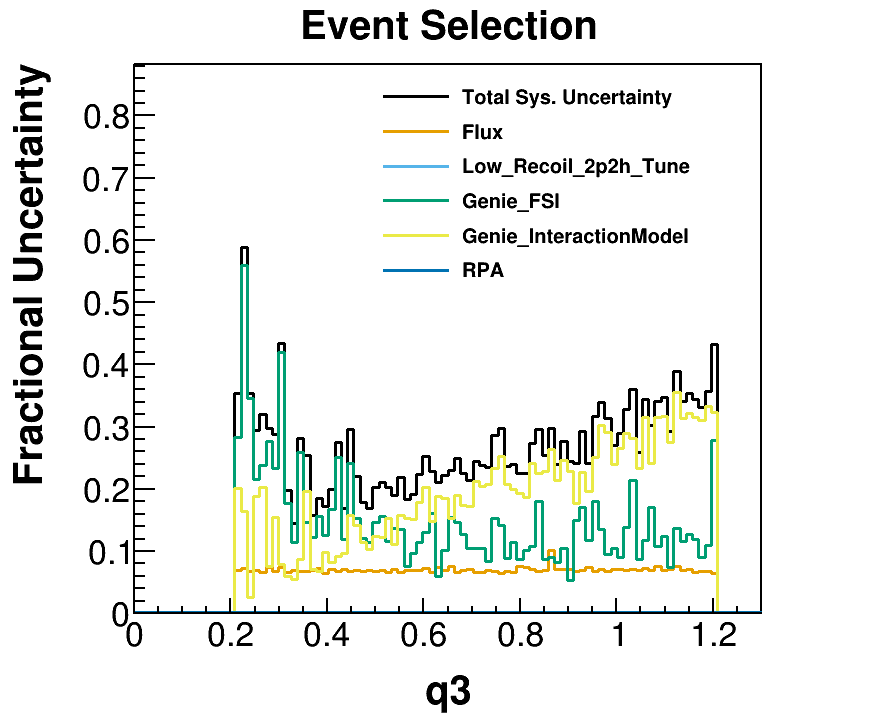 Event Selection
Fractional Uncertainty
Total Sys. Uncertainty
Flux
Low_Recoil_2p2h_Tune
Genie_FSI
Genie_InteractionModel
RPA
0.8
0.7
0.6
0.5
0.4
0.3
0.2
0.1
0
0 0.2 0.4 0.6 0.8 1 1.2
q3